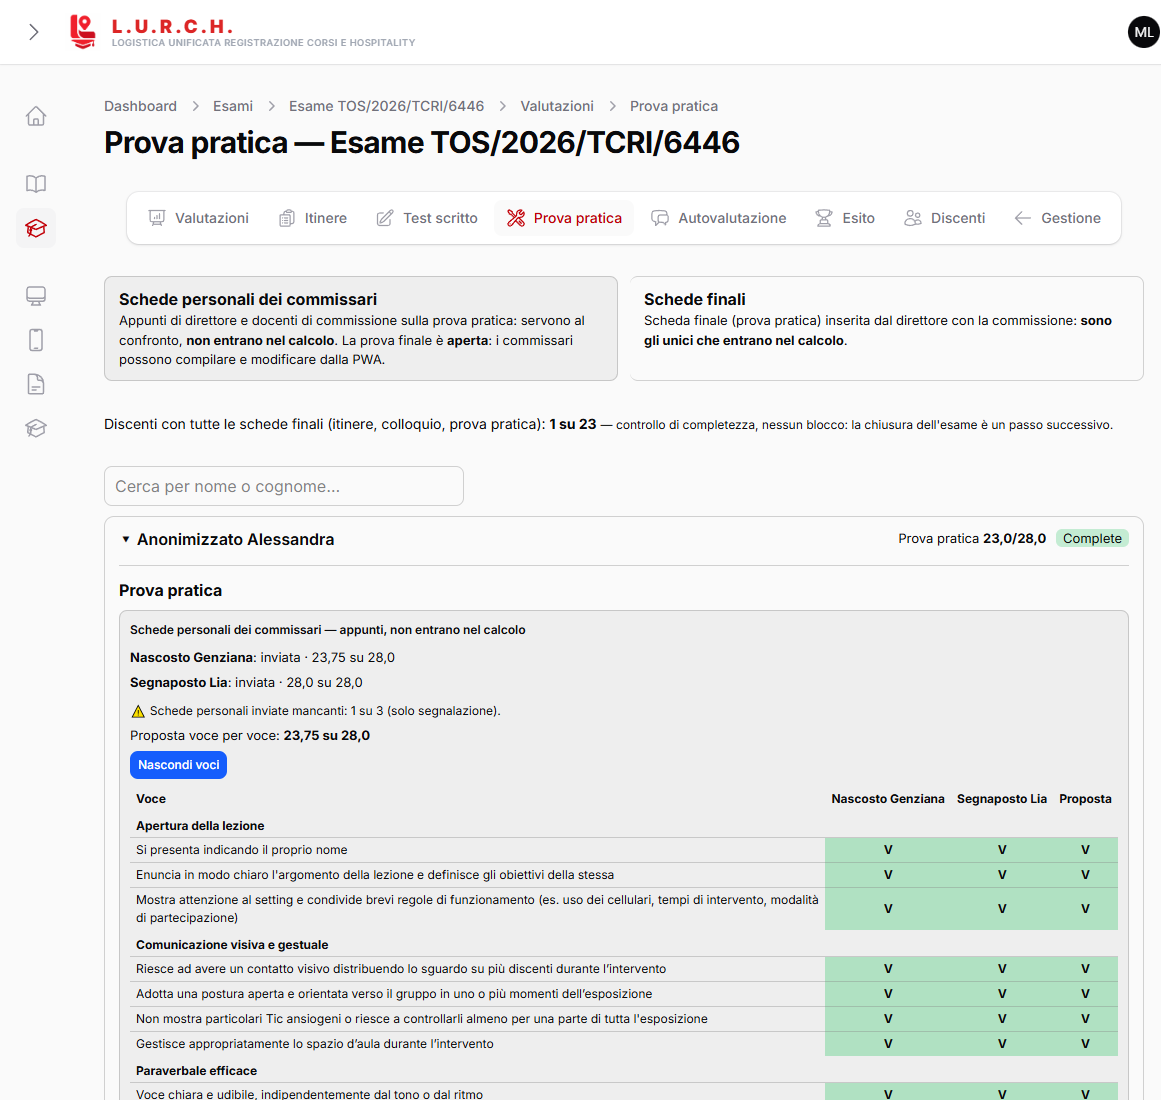 L.U.R.C.H.
LOGISTICA UNIFICATA REGISTRAZIONE CORSI E HOSPITALITY
ML
Dashboard > Esami > Esame TOS/2026/TCRI/6446 > Valutazioni > Prova pratica
Prova pratica — Esame TOS/2026/TCRI/6446
Valutazioni Itinere Test scritto Prova pratica Autovalutazione Esito Discenti Gestione
Schede personali dei commissari
Appunti di direttore e docenti di commissione sulla prova pratica: servono al
confronto, non entrano nel calcolo. La prova finale è aperta: i commissari
possono compilare e modificare dalla PWA.
Schede finali
Scheda finale (prova pratica) inserita dal direttore con la commissione: sono
gli unici che entrano nel calcolo.
Discenti con tutte le schede finali (itinere, colloquio, prova pratica): 1 su 23 — controllo di completezza, nessun blocco: la chiusura dell'esame è un passo successivo.
Cerca per nome o cognome...
Anonimizzato Alessandra Prova pratica 23,0/28,0 Complete
Prova pratica
Schede personali dei commissari — appunti, non entrano nel calcolo
Nascosto Genziana: inviata · 23,75 su 28,0
Segnaposto Lia: inviata · 28,0 su 28,0
Schede personali inviate mancanti: 1 su 3 (solo segnalazione).
Proposta voce per voce: 23,75 su 28,0
Nascondi voci
Voce Nascosto Genziana Segnaposto Lia Proposta
Apertura della lezione
Si presenta indicando il proprio nome V V V
Enuncia in modo chiaro l'argomento della lezione e definisce gli obiettivi della stessa V V V
Mostra attenzione al setting e condivide brevi regole di funzionamento (es. uso dei cellulari, tempi di intervento, modalità
di partecipazione) V V V
Comunicazione visiva e gestuale
Riesce ad avere un contatto visivo distribuendo lo sguardo su più discenti durante l’intervento V V V
Adotta una postura aperta e orientata verso il gruppo in uno o più momenti dell’esposizione V V V
Non mostra particolari Tic ansiogeni o riesce a controllarli almeno per una parte di tutta l'esposizione V V V
Gestisce appropriatamente lo spazio d’aula durante l’intervento V V V
Paraverbale efficace
Voce chiara e udibile, indipendentemente dal tono o dal ritmo V V V